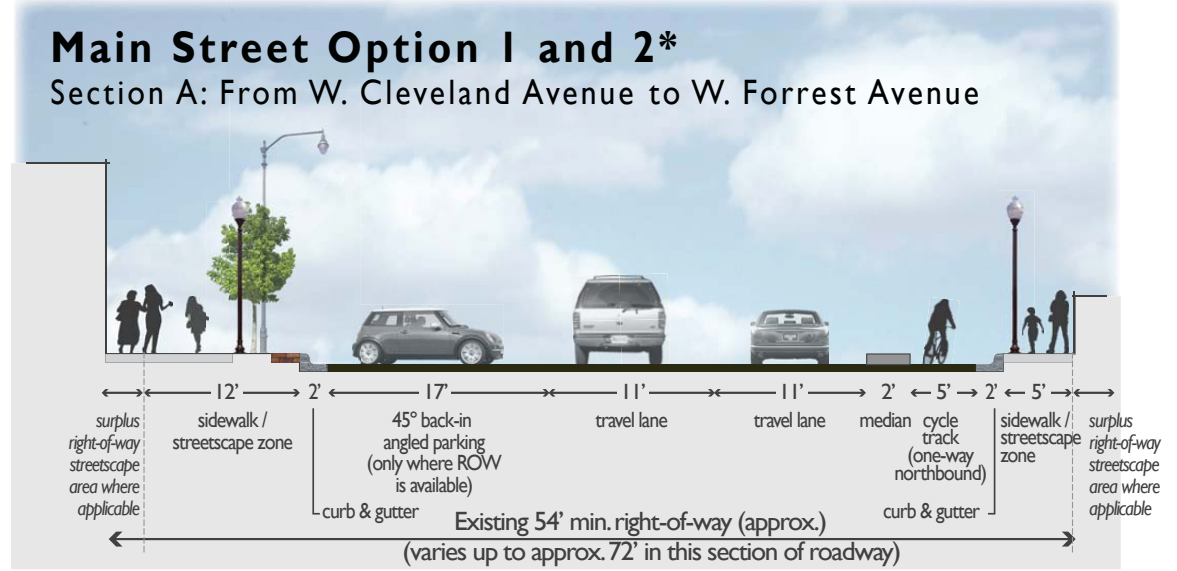 Main Street Option 1 and 2*
Section A: From W. Cleveland Avenue to W. Forrest Avenue
12’
2’
17’
11’
11’
2’
5’
2’
5’
surplus
right-of-way
streetscape
area where
applicable
sidewalk /
streetscape zone
curb & gutter
45° back-in
angled parking
(only where ROW
is available)
travel lane
travel lane
median
cycle
track
(one-way
northbound)
curb & gutter
sidewalk /
streetscape
zone
surplus
right-of-way
streetscape
area where
applicable
Existing 54’ min. right-of-way (approx.)
(varies up to approx. 72’ in this section of roadway)